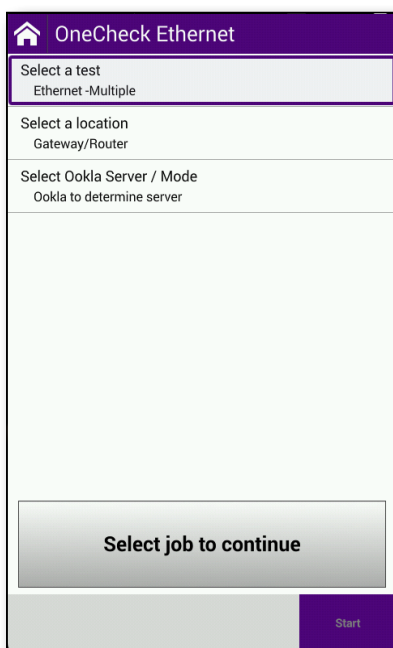 OneCheck Ethernet
Select a test
Ethernet -Multiple
Select a location
Gateway/Router
Select Ookla Server / Mode
Ookla to determine server
Select job to continue
Start